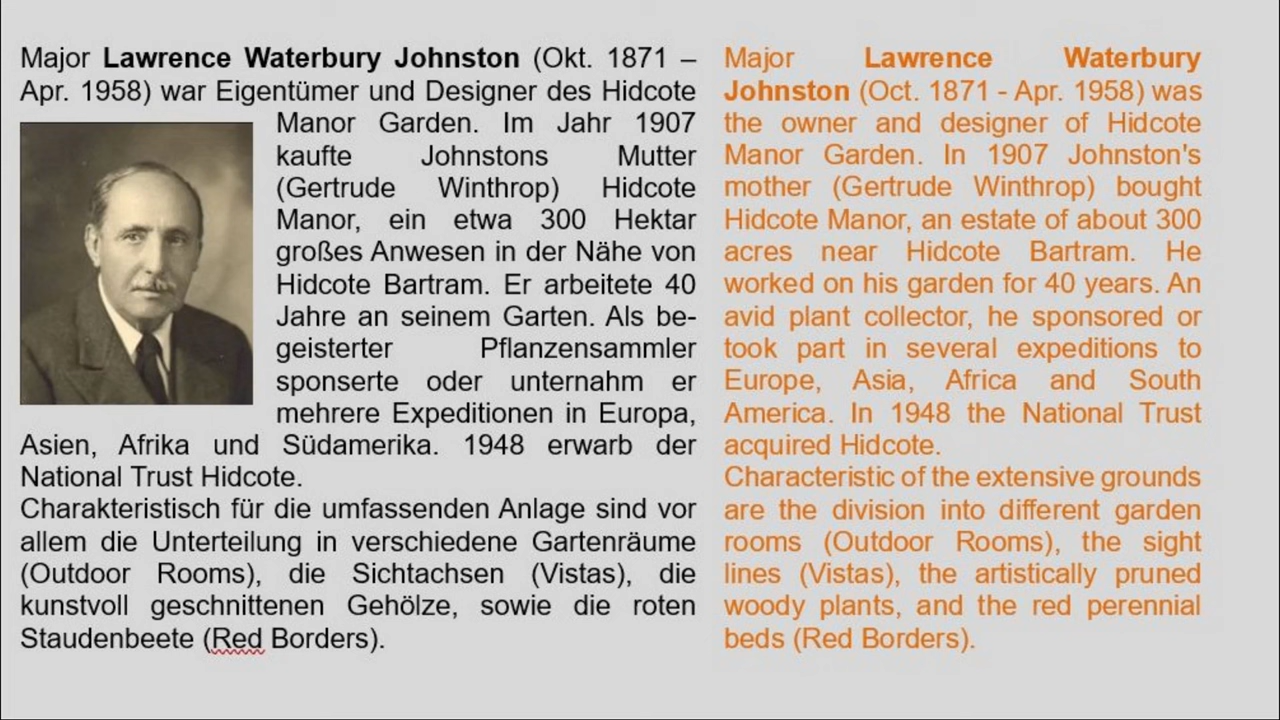 Major Lawrence Waterbury Johnston (Okt. 1871 –
Apr. 1958) war Eigentümer und Designer des Hidcote
Manor Garden. Im Jahr 1907
kaufte Johnstons Mutter
(Gertrude Winthrop) Hidcote
Manor, ein etwa 300 Hektar
großes Anwesen in der Nähe von
Hidcote Bartram. Er arbeitete 40
Jahre an seinem Garten. Als be-
geisterter Pflanzensammler
sponserte oder unternahm er
mehrere Expeditionen in Europa,
Asien, Afrika und Südamerika. 1948 erwarb der
National Trust Hidcote.
Charakteristisch für die umfassenden Anlage sind vor
allem die Unterteilung in verschiedene Gartenräume
(Outdoor Rooms), die Sichtachsen (Vistas), die
kunstvoll geschnittenen Gehölze, sowie die roten
Staudenbeete (Red Borders).
Major Lawrence Waterbury
Johnston (Oct. 1871 - Apr. 1958) was
the owner and designer of Hidcote
Manor Garden. In 1907 Johnston's
mother (Gertrude Winthrop) bought
Hidcote Manor, an estate of about 300
acres near Hidcote Bartram. He
worked on his garden for 40 years. An
avid plant collector, he sponsored or
took part in several expeditions to
Europe, Asia, Africa and South
America. In 1948 the National Trust
acquired Hidcote.
Characteristic of the extensive grounds
are the division into different garden
rooms (Outdoor Rooms), the sight
lines (Vistas), the artistically pruned
woody plants, and the red perennial
beds (Red Borders).